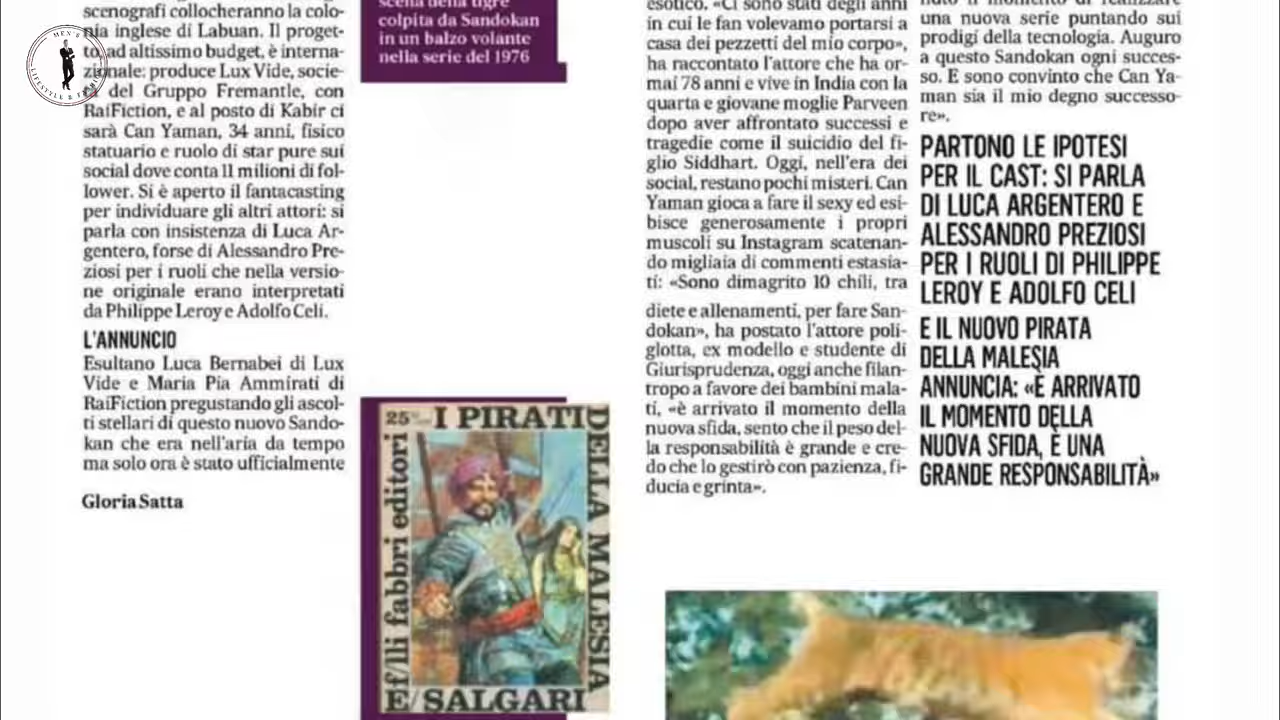 scenografi collocheranno la colo-
nia inglese di Labuan. Il proget-
to, ad altissimo budget, è interna-
zionale: produce Lux Vide, socie-
tà del Gruppo Fremantle, con
RaiFiction, e al posto di Kabir ci
sarà Can Yaman, 34 anni, fisico
statuario e ruolo di star pure sui
social dove conta 11 milioni di fol-
lower. Si è aperto il fantacasting
per individuare gli altri attori: si
parla con insistenza di Luca Ar-
gentero, forse di Alessandro Pre-
ziosi per i ruoli che nella versio-
ne originale erano interpretati
da Philippe Leroy e Adolfo Celi.
L'ANNUNCIO
Esultano Luca Bernabei di Lux
Vide e Maria Pia Ammirati di
RaiFiction pregustando gli ascol-
ti stellari di questo nuovo Sando-
kan che era nell'aria da tempo
ma solo ora è stato ufficialmente
Gloria Satta
MEN'S
LIFESTYLE &
scena della tigre
colpita da Sandokan
in un balzo volante
nella serie del 1976
25
I PIRATI
DELLA MALESIA
f/lli fabbri editori
E/SALGARI
esotico. «Ci sono stati degli anni
in cui le fan volevamo portarsi a
casa dei pezzetti del mio corpo»,
ha raccontato l'attore che ha or-
mai 78 anni e vive in India con la
quarta e giovane moglie Parveen
dopo aver affrontato successi e
tragedie come il suicidio del fi-
glio Siddhart. Oggi, nell'era dei
social, restano pochi misteri. Can
Yaman gioca a fare il sexy ed esi-
bisce generosamente i propri
muscoli su Instagram scatenan-
do migliaia di commenti estasia-
ti: «Sono dimagrito 10 chili, tra
diete e allenamenti, per fare San-
dokan», ha postato l'attore poli-
glotta, ex modello e studente di
Giurisprudenza, oggi anche filan-
tropo a favore dei bambini mala-
ti, «è arrivato il momento della
nuova sfida, sento che il peso del-
la responsabilità è grande e cre-
do che lo gestirò con pazienza, fi-
ducia e grinta».
nuto il momento di realizzare
una nuova serie puntando sui
prodigi della tecnologia. Auguro
a questo Sandokan ogni succes-
so. E sono convinto che Can Ya-
man sia il mio degno successo-
re».
PARTONO LE IPOTESI
PER IL CAST: SI PARLA
DI LUCA ARGENTERO E
ALESSANDRO PREZIOSI
PER I RUOLI DI PHILIPPE
LEROY E ADOLFO CELI
E IL NUOVO PIRATA
DELLA MALESIA
ANNUNCIA: «È ARRIVATO
IL MOMENTO DELLA
NUOVA SFIDA, È UNA
GRANDE RESPONSABILITÀ»